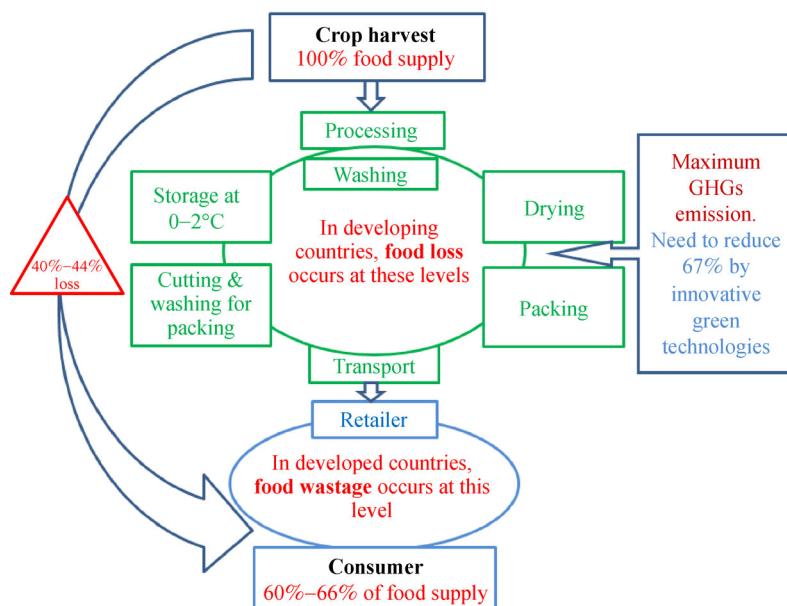 Crop harvest
100% food supply
Processing
Washing
Storage at
0–2°C
Drying
In developing
countries, food loss
occurs at these levels
Maximum
GHGs
emission.
Need to reduce
67% by
innovative
green
technologies
40%–44%
loss
Cutting &
washing for
packing
Packing
Transport
Retailer
In developed countries,
food wastage occurs at this
level
Consumer
60%–66% of food supply